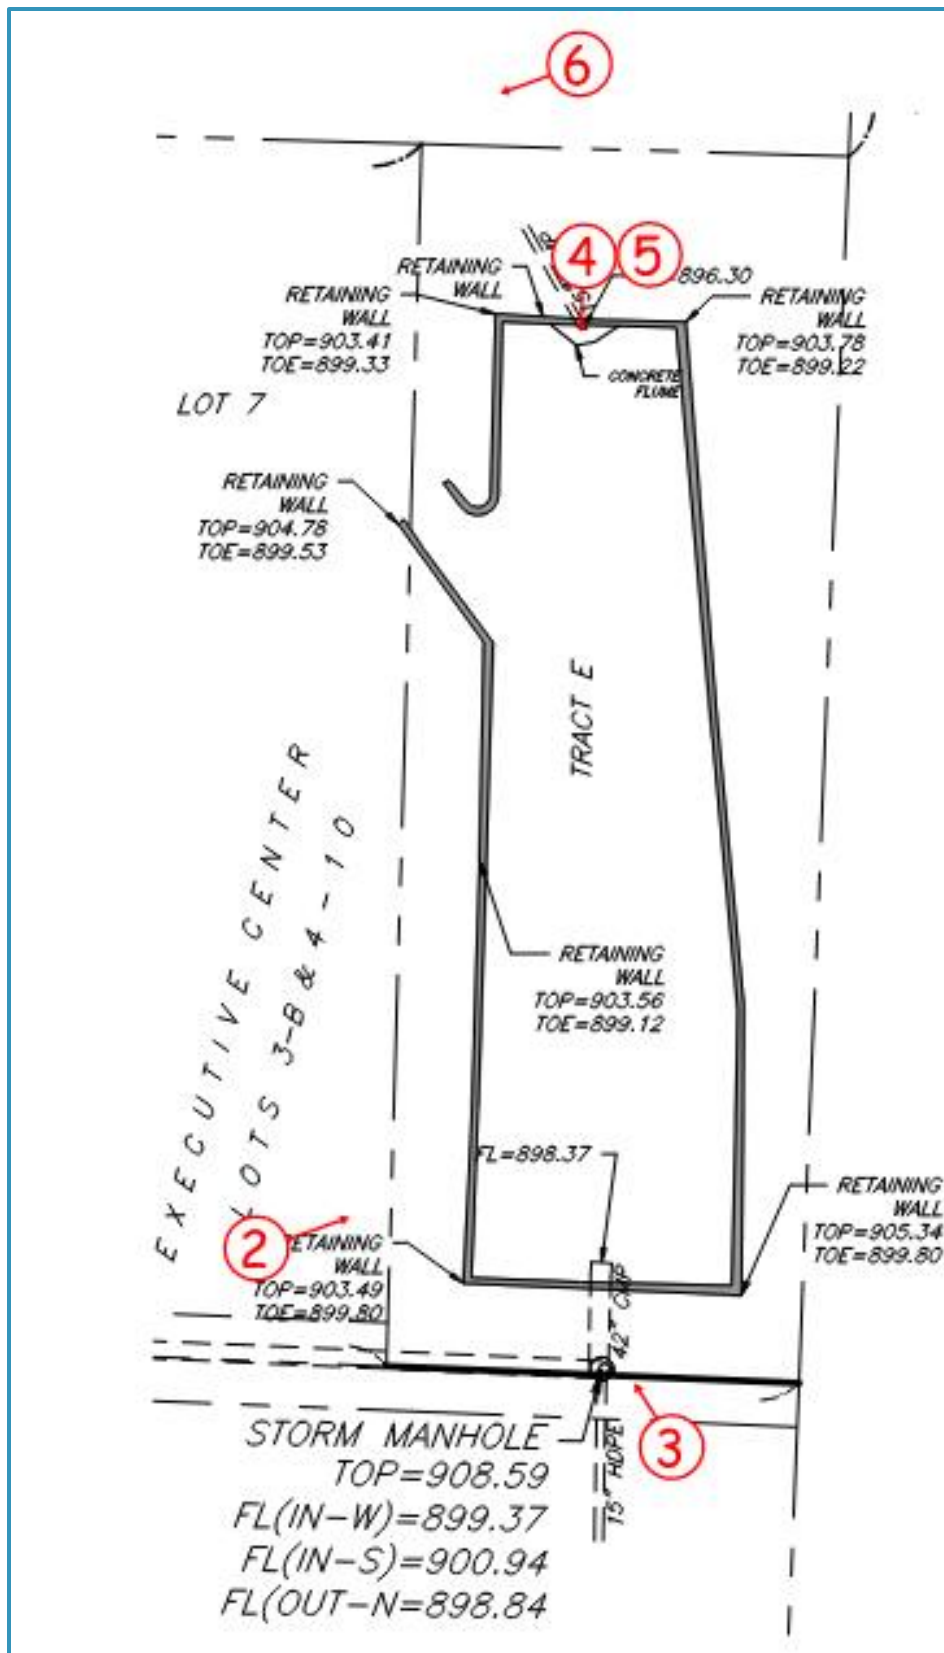 6
4
5
RETAINING
WALL
896.30
RETAINING
WALL
TOP=903.41
TOE=899.33
RETAINING
WALL
TOP=903.78
TOE=899.22
CONCRETE
FLUME
LOT 7
RETAINING
WALL
TOP=904.78
TOE=899.53
TRACT E
EXECUTIVE CENTER
LOTS 3-B & 4-10
RETAINING
WALL
TOP=903.56
TOE=899.12
FL=898.37
RETAINING
WALL
TOP=905.34
TOE=899.80
2
ETAINING
WALL
TOP=903.49
TOE=899.80
42" CMP
3
STORM MANHOLE
TOP=908.59
FL(IN-W)=899.37
FL(IN-S)=900.94
FL(OUT-N=898.84
15" HDPE